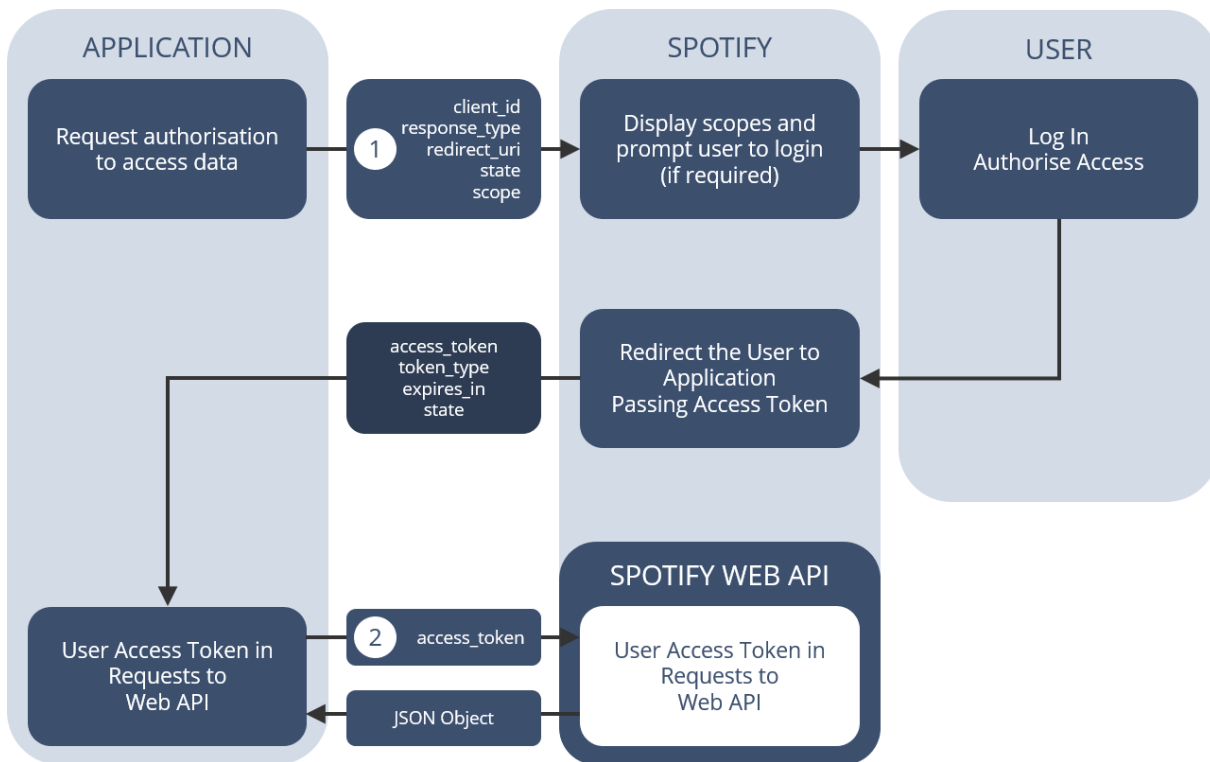 APPLICATION
SPOTIFY
USER
Request authorisation
to access data
1
client_id
response_type
redirect_uri
state
scope
Display scopes and
prompt user to login
(if required)
Log In
Authorise Access
access_token
token_type
expires_in
state
Redirect the User to
Application
Passing Access Token
SPOTIFY WEB API
User Access Token in
Requests to
Web API
2
access_token
JSON Object
User Access Token in
Requests to
Web API